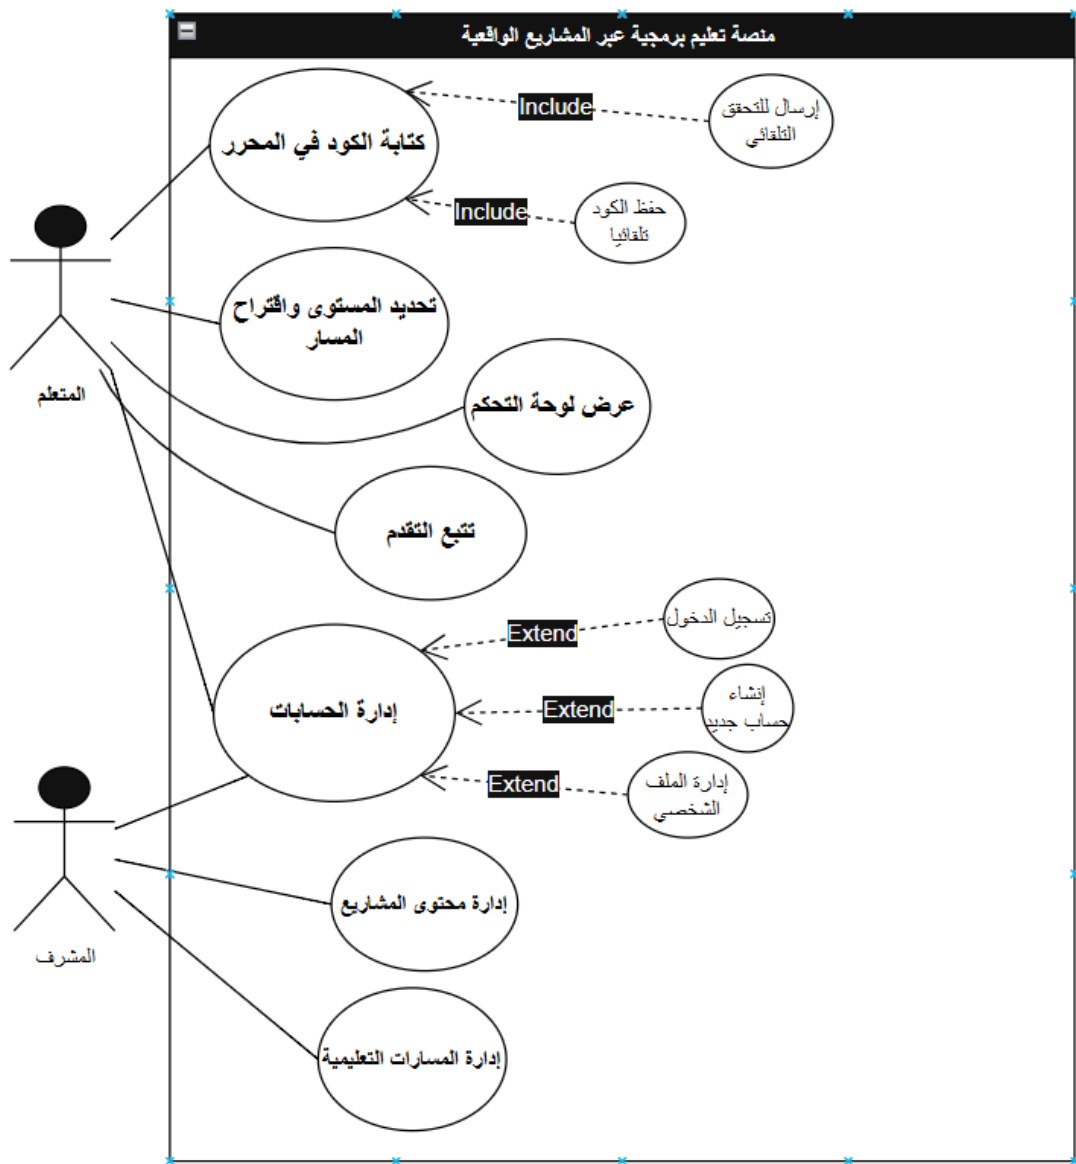 منصة تعليم برمجية عبر المشاريع الواقعية
إرسال للتحقق
التلقائي
Include
كتابة الكود في المحرر
حفظ الكود
تلقائيا
Include
تحديد المستوى واقتراح
المسار
المتعلم
عرض لوحة التحكم
تتبع التقدم
تسجيل الدخول
Extend
إدارة الحسابات
إنشاء
حساب جديد
Extend
إدارة الملف
الشخصي
Extend
إدارة محتوى المشاريع
المشرف
إدارة المسارات التعليمية